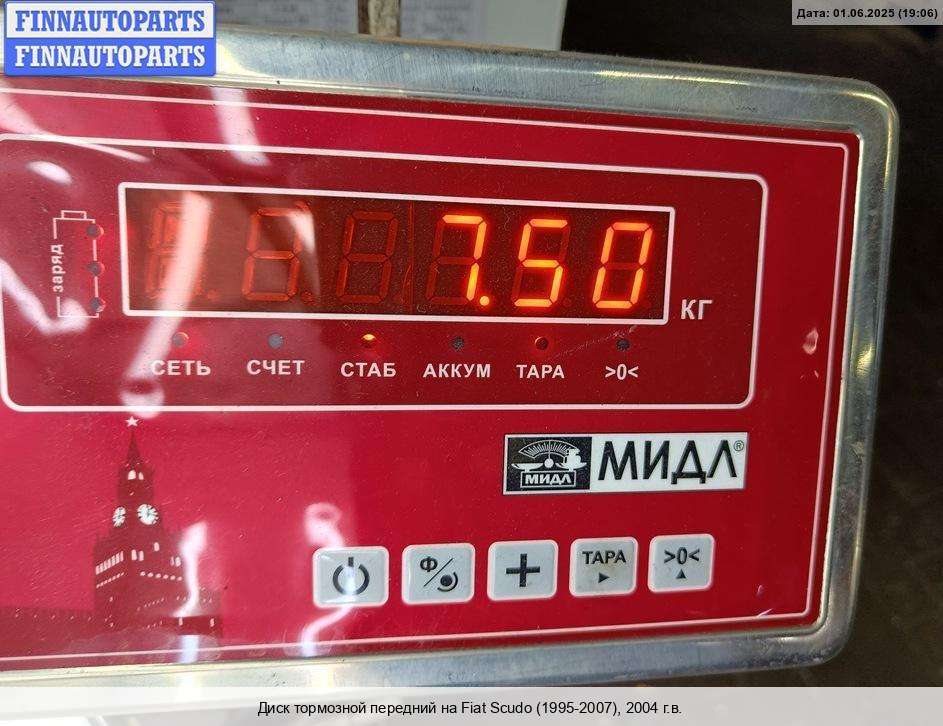 FINNAUTOPARTS
FINNAUTOPARTS
Дата: 01.06.2025 (19:06)
заряд
7.50
КГ
СЕТЬ СЧЕТ СТАБ АККУМ ТАРА >0<
МИДЛ МИДЛ®
Ф
+
ТАРА
>0<
Диск тормозной передний на Fiat Scudo (1995-2007), 2004 г.в.